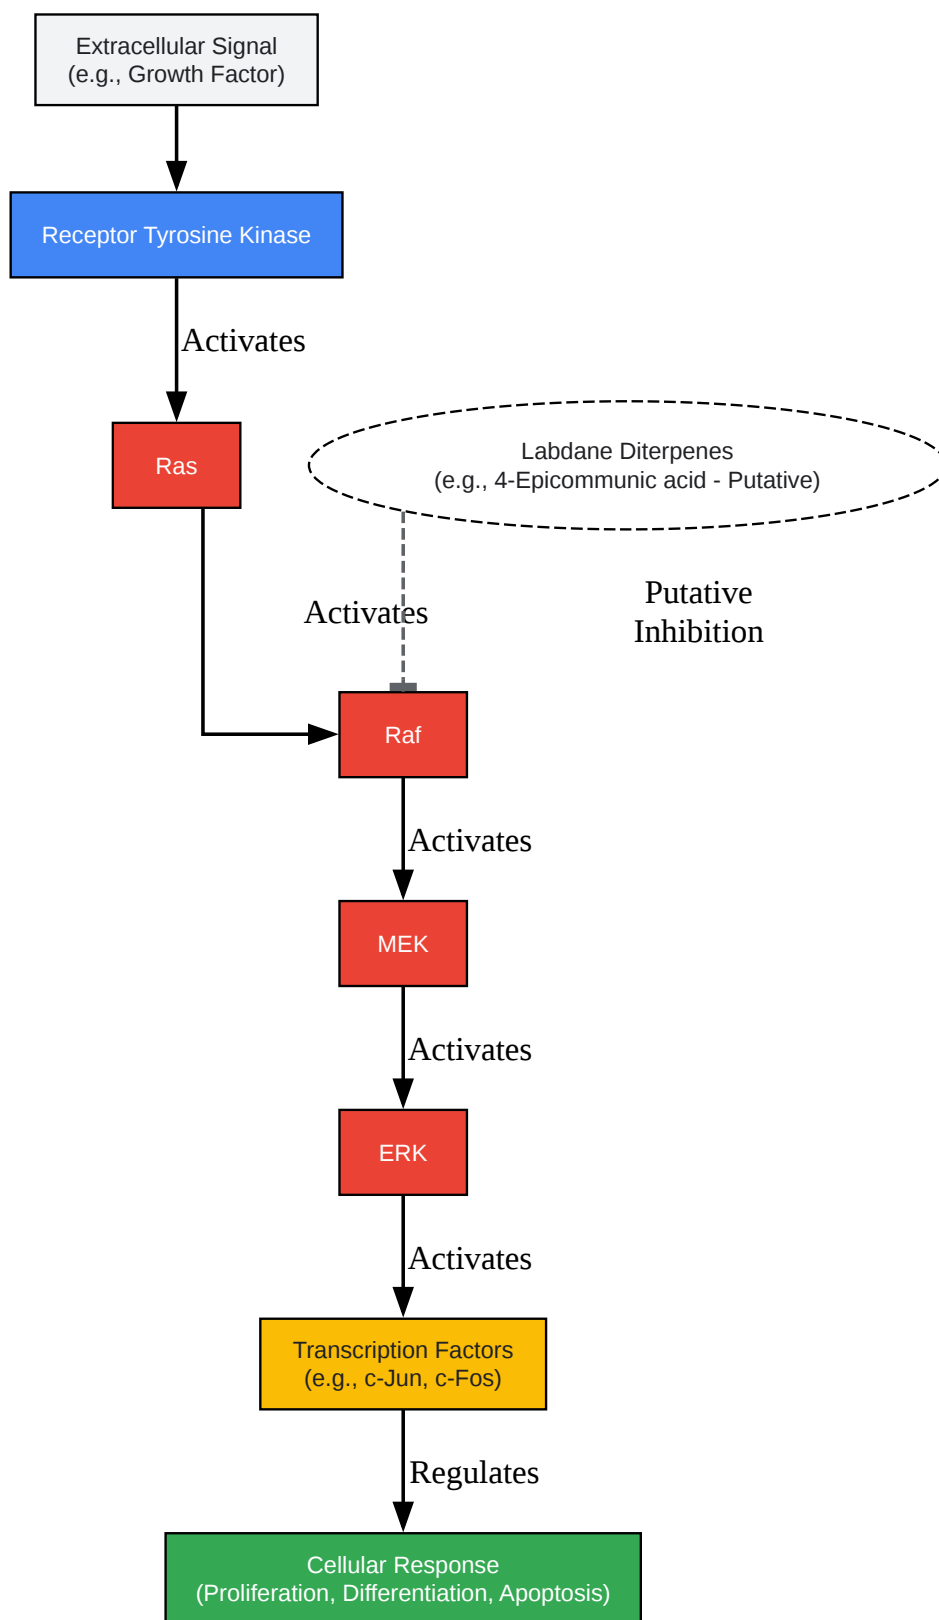 Extracellular Signal
(e.g., Growth Factor)
Receptor Tyrosine Kinase
Activates
Ras
Labdane Diterpenes
(e.g., 4-Epicommunic acid - Putative)
Activates
Putative
Inhibition
Raf
Activates
MEK
Activates
ERK
Activates
Transcription Factors
(e.g., c-Jun, c-Fos)
Regulates
Cellular Response
(Proliferation, Differentiation, Apoptosis)